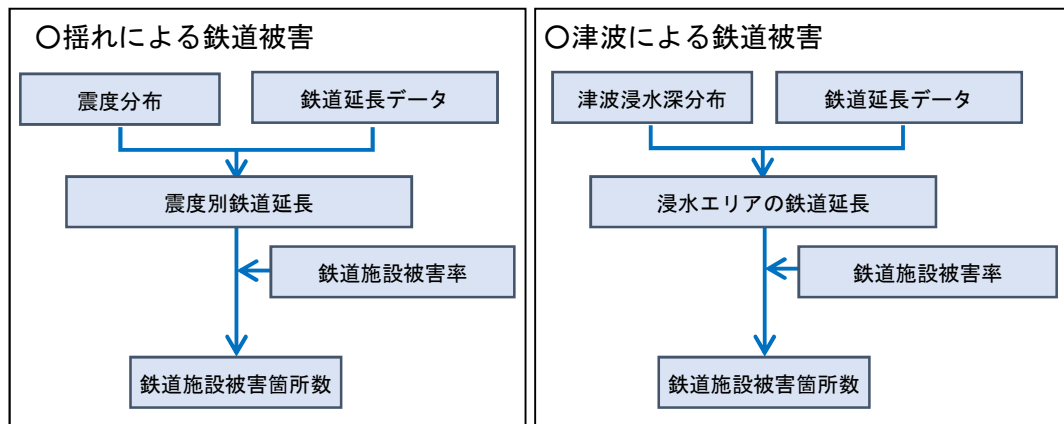 ○揺れによる鉄道被害
震度分布
鉄道延長データ
震度別鉄道延長
鉄道施設被害率
鉄道施設被害箇所数
○津波による鉄道被害
津波浸水深分布
鉄道延長データ
浸水エリアの鉄道延長
鉄道施設被害率
鉄道施設被害箇所数